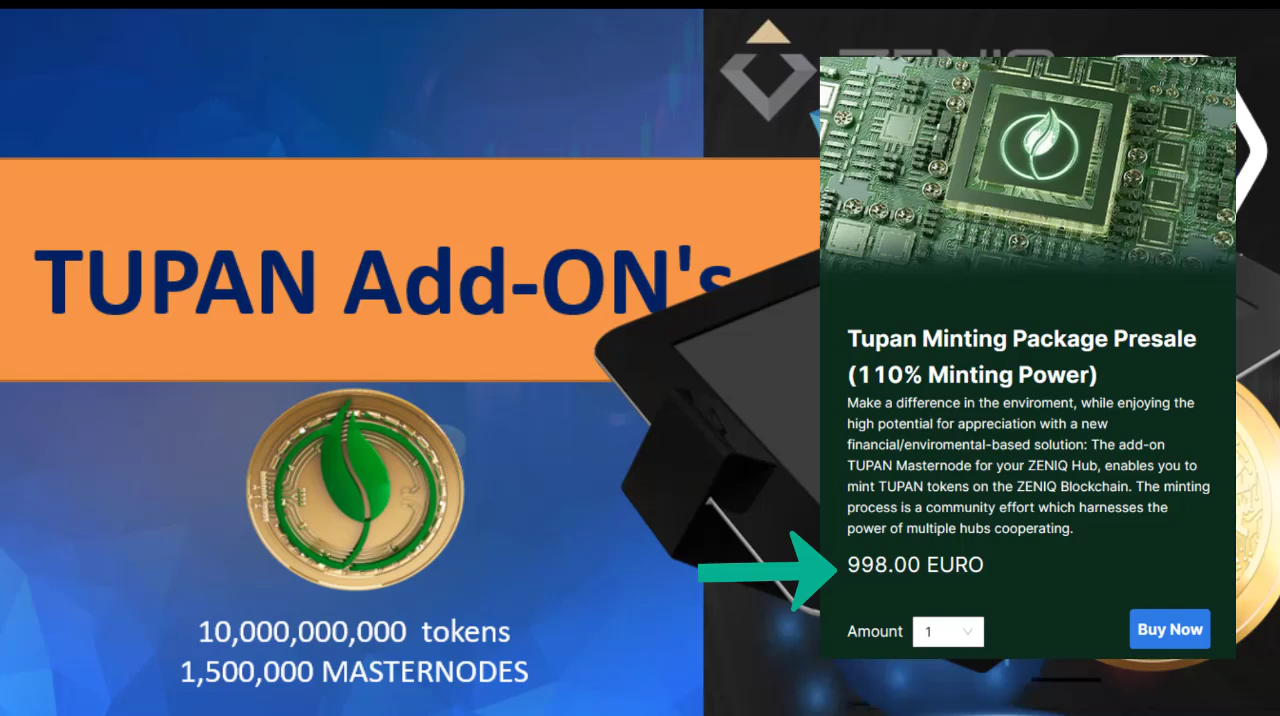 TUPAN Add-ON's
10,000,000,000 tokens
1,500,000 MASTERNODES
ZENIQ
Tupan Minting Package Presale
(110% Minting Power)
Make a difference in the enviroment, while enjoying the
high potential for appreciation with a new
financial/enviromental-based solution: The add-on
TUPAN Masternode for your ZENIQ Hub, enables you to
mint TUPAN tokens on the ZENIQ Blockchain. The minting
process is a community effort which harnesses the
power of multiple hubs cooperating.
998.00 EURO
Amount 1
Buy Now